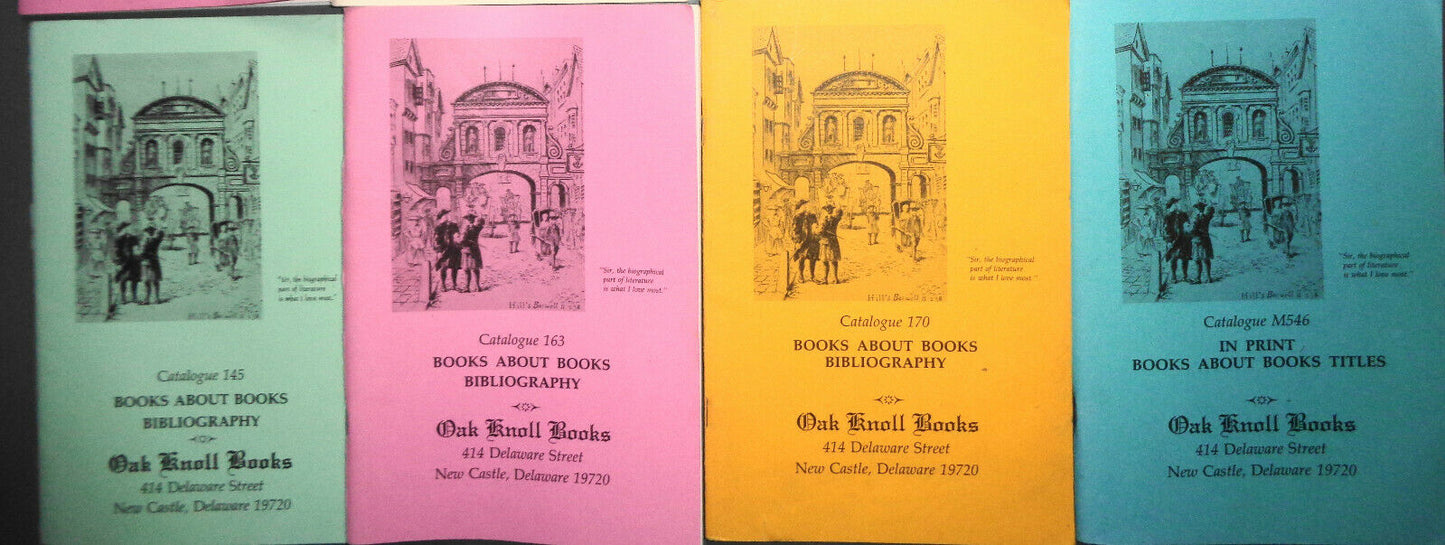 "Sir, the biographical
part of literature
is what I love most."
Catalogue 145
BOOKS ABOUT BOOKS
BIBLIOGRAPHY
Oak Knoll Books
414 Delaware Street
New Castle, Delaware 19720
Hill's Boswell
"Sir, the biographical
part of literature
is what I love most."
Catalogue 163
BOOKS ABOUT BOOKS
BIBLIOGRAPHY
Oak Knoll Books
414 Delaware Street
New Castle, Delaware 19720
Hill's Boswell
"Sir, the biographical
part of literature
is what I love most."
Catalogue 170
BOOKS ABOUT BOOKS
BIBLIOGRAPHY
Oak Knoll Books
414 Delaware Street
New Castle, Delaware 19720
Hill's Boswell
"Sir, the biographical
part of literature
is what I love most."
Catalogue M546
IN PRINT
BOOKS ABOUT BOOKS TITLES
Oak Knoll Books
414 Delaware Street
New Castle, Delaware 19720